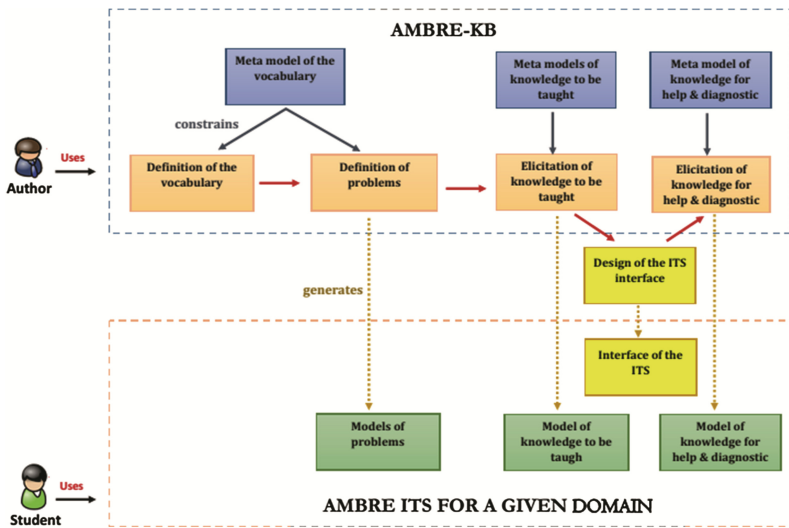 AMBRE-KB
Meta model of the
vocabulary
Meta models of
knowledge to be
taught
Meta model of
knowledge for
help & diagnostic
constrains
Uses
Author
Definition of the
vocabulary
Definition of
problems
Elicitation of
knowledge to be
taught
Elicitation of
knowledge for
help & diagnostic
Design of the ITS
interface
generates
Interface of the
ITS
Models of
problems
Model of
knowledge to be
taugh
Model of
knowledge for
help & diagnostic
Uses
Student
AMBRE ITS FOR A GIVEN DOMAIN